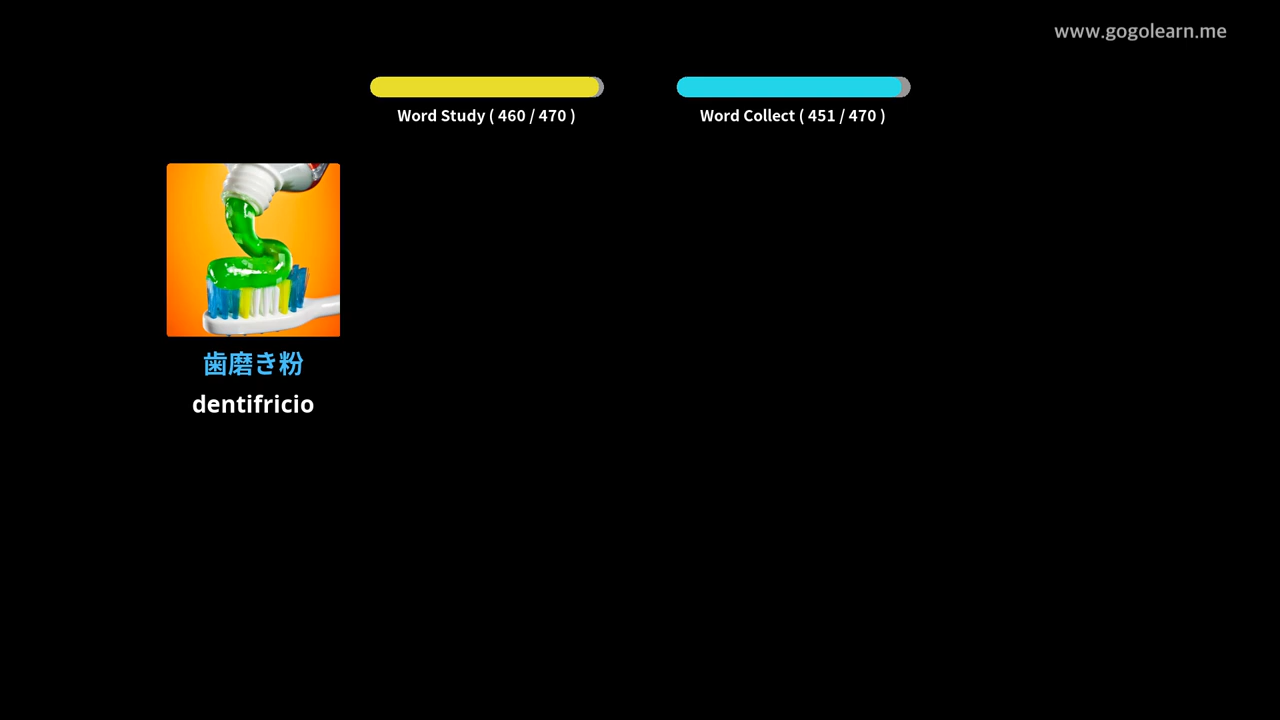 www.gogolearn.me
Word Study ( 460 / 470 )
Word Collect ( 451 / 470 )
歯磨き粉
dentifricio